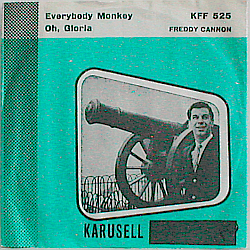 Everybody Monkey KFF 525
Oh, Gloria FREDDY CANNON
KARUSELL